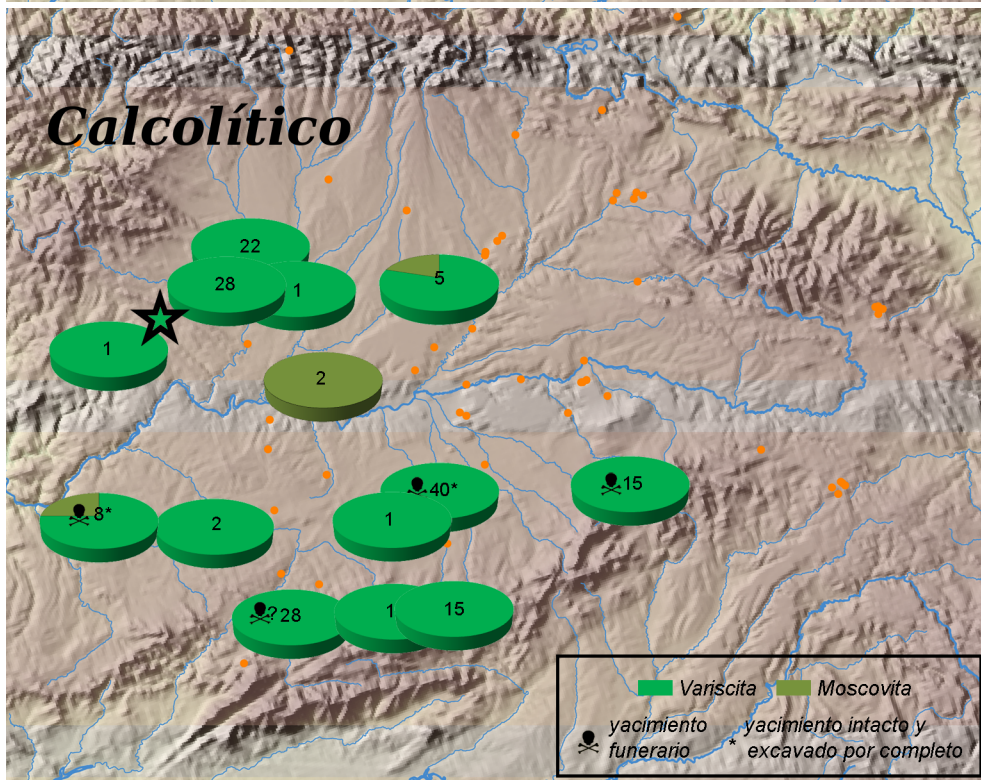 Calcolítico
22
28
1
5
1
2
40*
15
8*
2
1
?28
1
15
Variscita
Moscovita
yacimiento
funerario
* yacimiento intacto y
excavado por completo